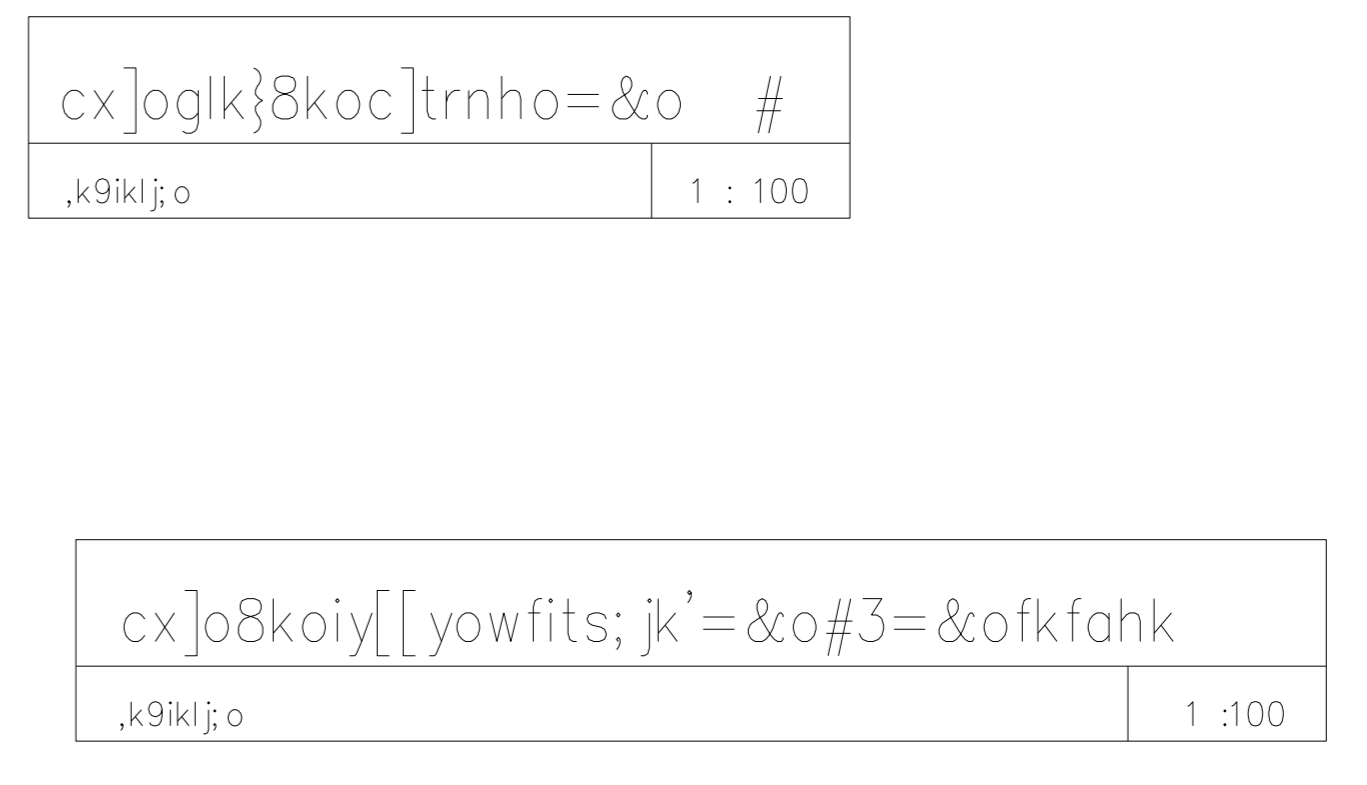 cx]oglk}8koc]trnho=&o #
,k9iklj;o 1 : 100
cx]o8koiy[[yowfits;jk'=&o#3=&ofkfahk
,k9iklj;o 1 :100